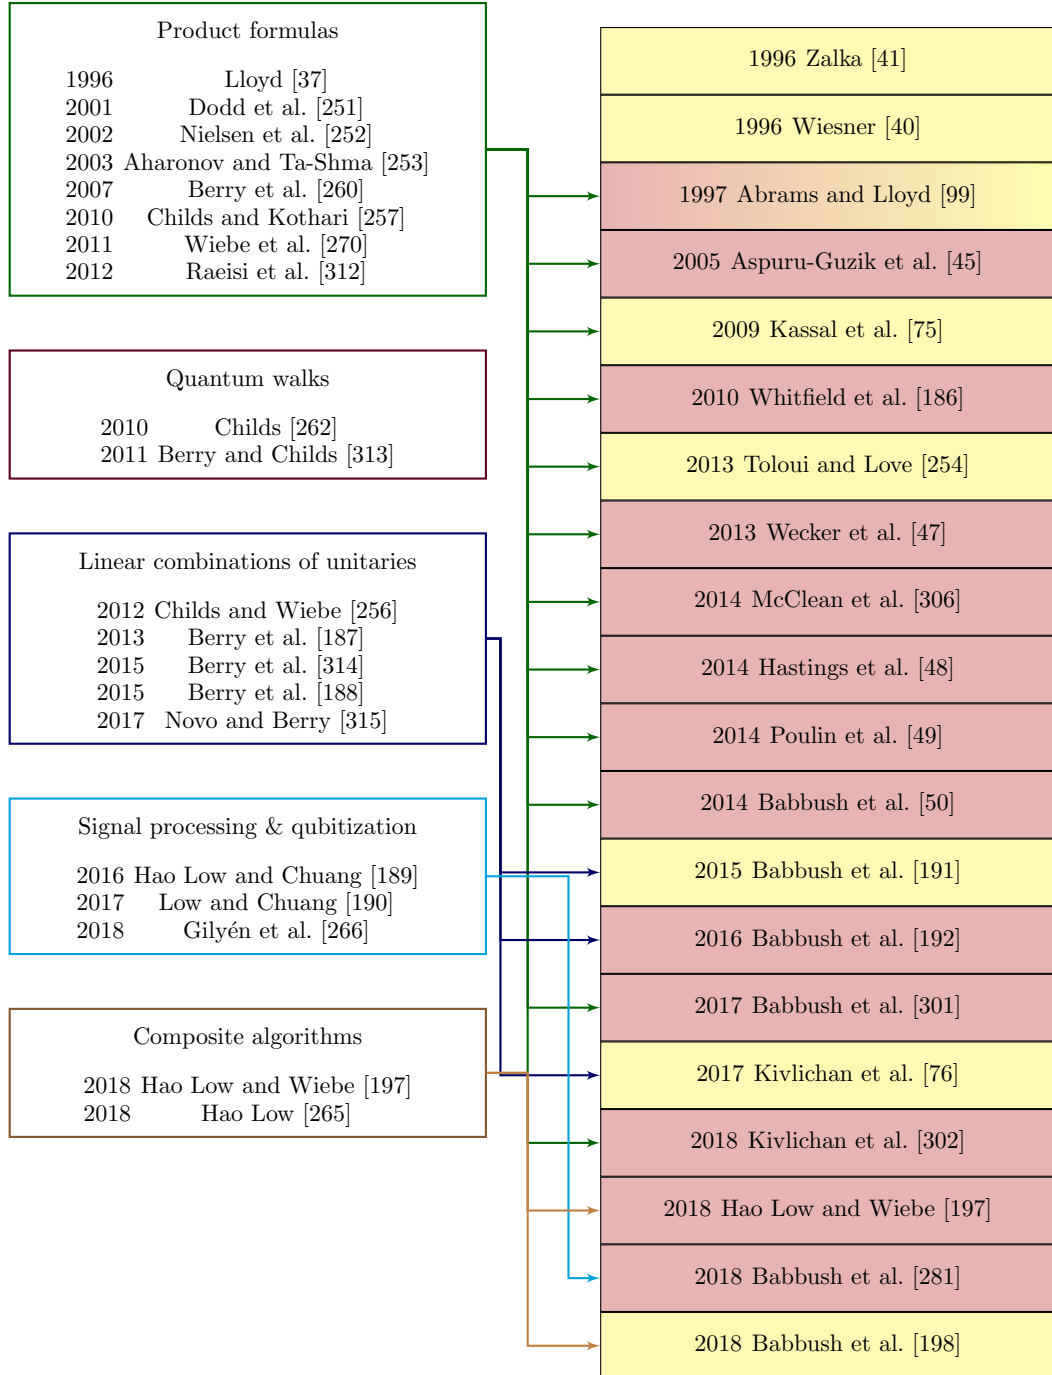 Product formulas
1996 Lloyd [37]
2001 Dodd et al. [251]
2002 Nielsen et al. [252]
2003 Aharonov and Ta-Shma [253]
2007 Berry et al. [260]
2010 Childs and Kothari [257]
2011 Wiebe et al. [270]
2012 Raeisi et al. [312]
Quantum walks
2010 Childs [262]
2011 Berry and Childs [313]
Linear combinations of unitaries
2012 Childs and Wiebe [256]
2013 Berry et al. [187]
2015 Berry et al. [314]
2015 Berry et al. [188]
2017 Novo and Berry [315]
Signal processing & qubitization
2016 Hao Low and Chuang [189]
2017 Low and Chuang [190]
2018 Gilyén et al. [266]
Composite algorithms
2018 Hao Low and Wiebe [197]
2018 Hao Low [265]
1996 Zalka [41]
1996 Wiesner [40]
1997 Abrams and Lloyd [99]
2005 Aspuru-Guzik et al. [45]
2009 Kassal et al. [75]
2010 Whitfield et al. [186]
2013 Toloui and Love [254]
2013 Wecker et al. [47]
2014 McClean et al. [306]
2014 Hastings et al. [48]
2014 Poulin et al. [49]
2014 Babbush et al. [50]
2015 Babbush et al. [191]
2016 Babbush et al. [192]
2017 Babbush et al. [301]
2017 Kivlichan et al. [76]
2018 Kivlichan et al. [302]
2018 Hao Low and Wiebe [197]
2018 Babbush et al. [281]
2018 Babbush et al. [198]